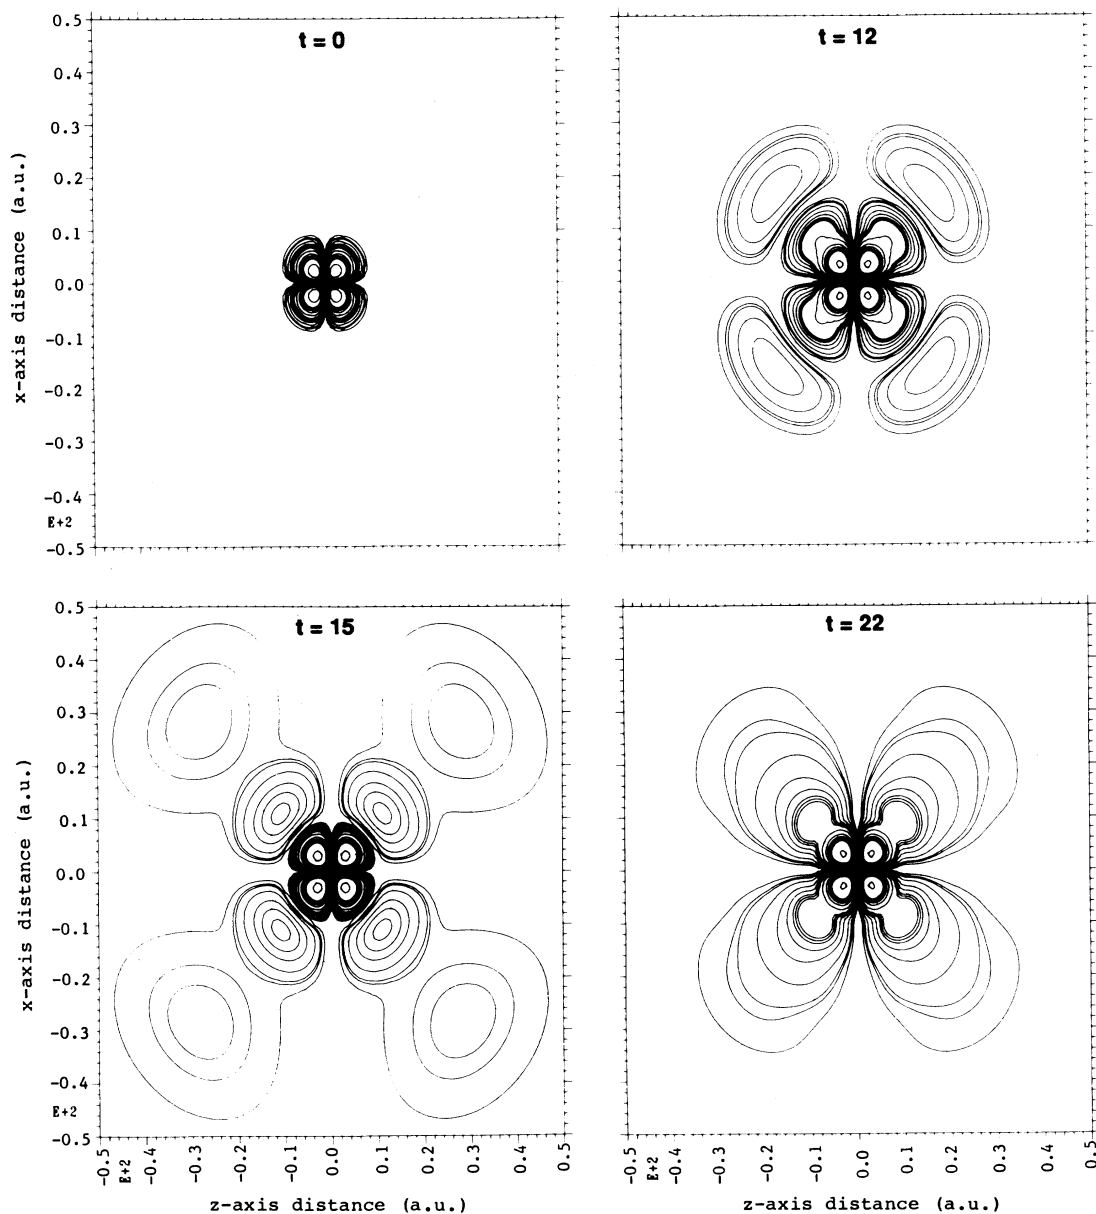 t = 0
t = 12
0.5
0.4
0.3
0.2
0.1
0.0
-0.1
-0.2
-0.3
-0.4
E+2
-0.5
x-axis distance (a.u.)
t = 15
t = 22
0.5
0.4
0.3
0.2
0.1
0.0
-0.1
-0.2
-0.3
-0.4
E+2
-0.5
x-axis distance (a.u.)
-0.5 E+2 -0.4 -0.3 -0.2 -0.1 0.0 0.1 0.2 0.3 0.4 0.5
-0.5 E+2 -0.4 -0.3 -0.2 -0.1 0.0 0.1 0.2 0.3 0.4 0.5
z-axis distance (a.u.)
z-axis distance (a.u.)